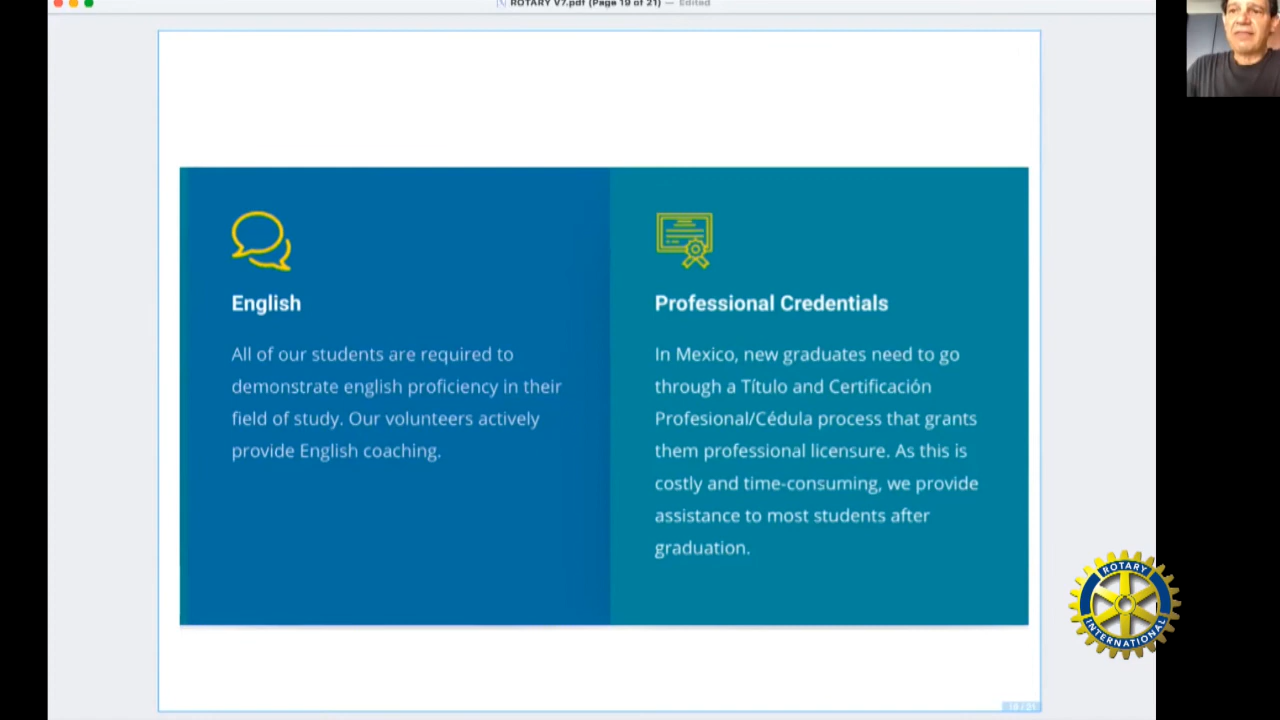 ROTARY V7.pdf (Page 19 of 21) — Edited
English
All of our students are required to
demonstrate english proficiency in their
field of study. Our volunteers actively
provide English coaching.
Professional Credentials
In Mexico, new graduates need to go
through a Título and Certificación
Profesional/Cédula process that grants
them professional licensure. As this is
costly and time-consuming, we provide
assistance to most students after
graduation.
ROTARY
INTERNATIONAL